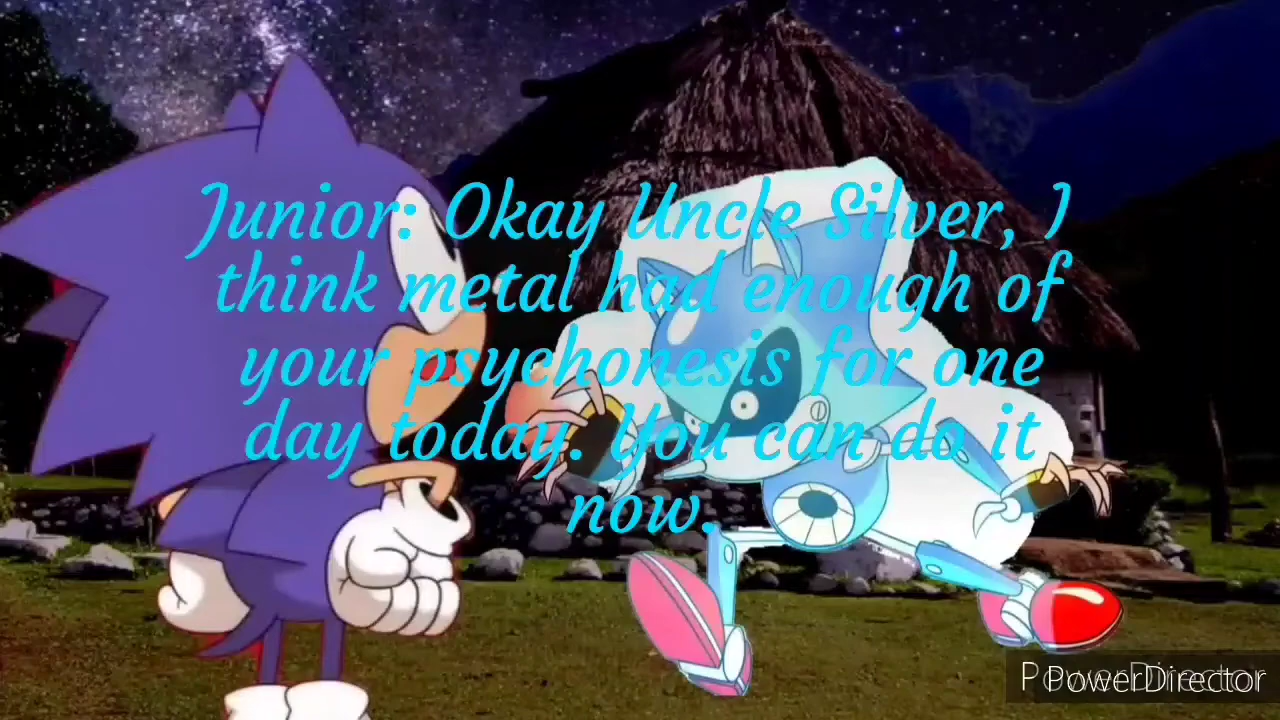 Junior: Okay Uncle Silver, I
think metal had enough of
your psychonesis for one
day today. You can do it
now.
PowerDirector